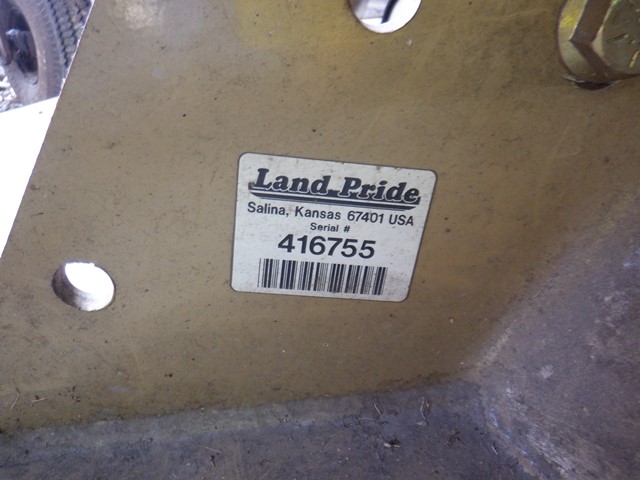 Land Pride
Salina, Kansas 67401 USA
Serial #
416755